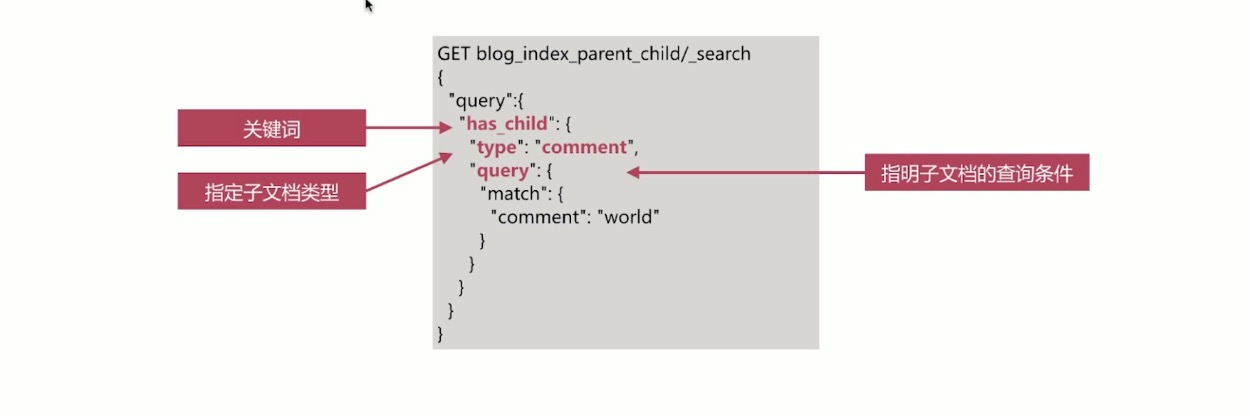 GET blog_index_parent_child/_search
{
"query":{
"has_child": {
"type": "comment",
"query": {
"match": {
"comment": "world"
}
}
}
}
}
关键词
指定子文档类型
指明子文档的查询条件